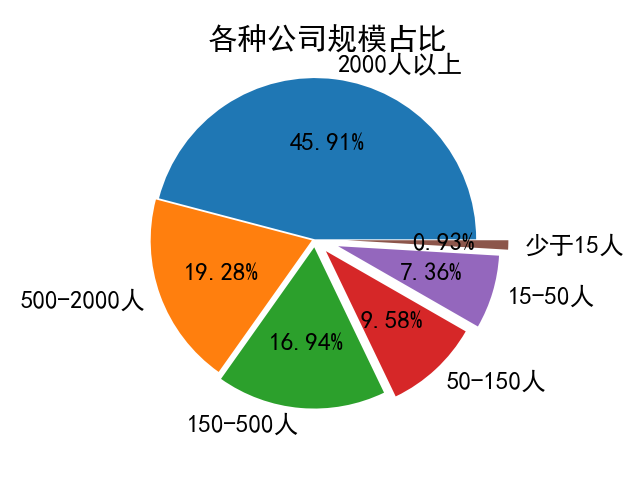 各种公司规模占比
2000人以上
45.91%
0.93%
少于15人
19.28%
7.36%
500-2000人
15-50人
9.58%
16.94%
50-150人
150-500人